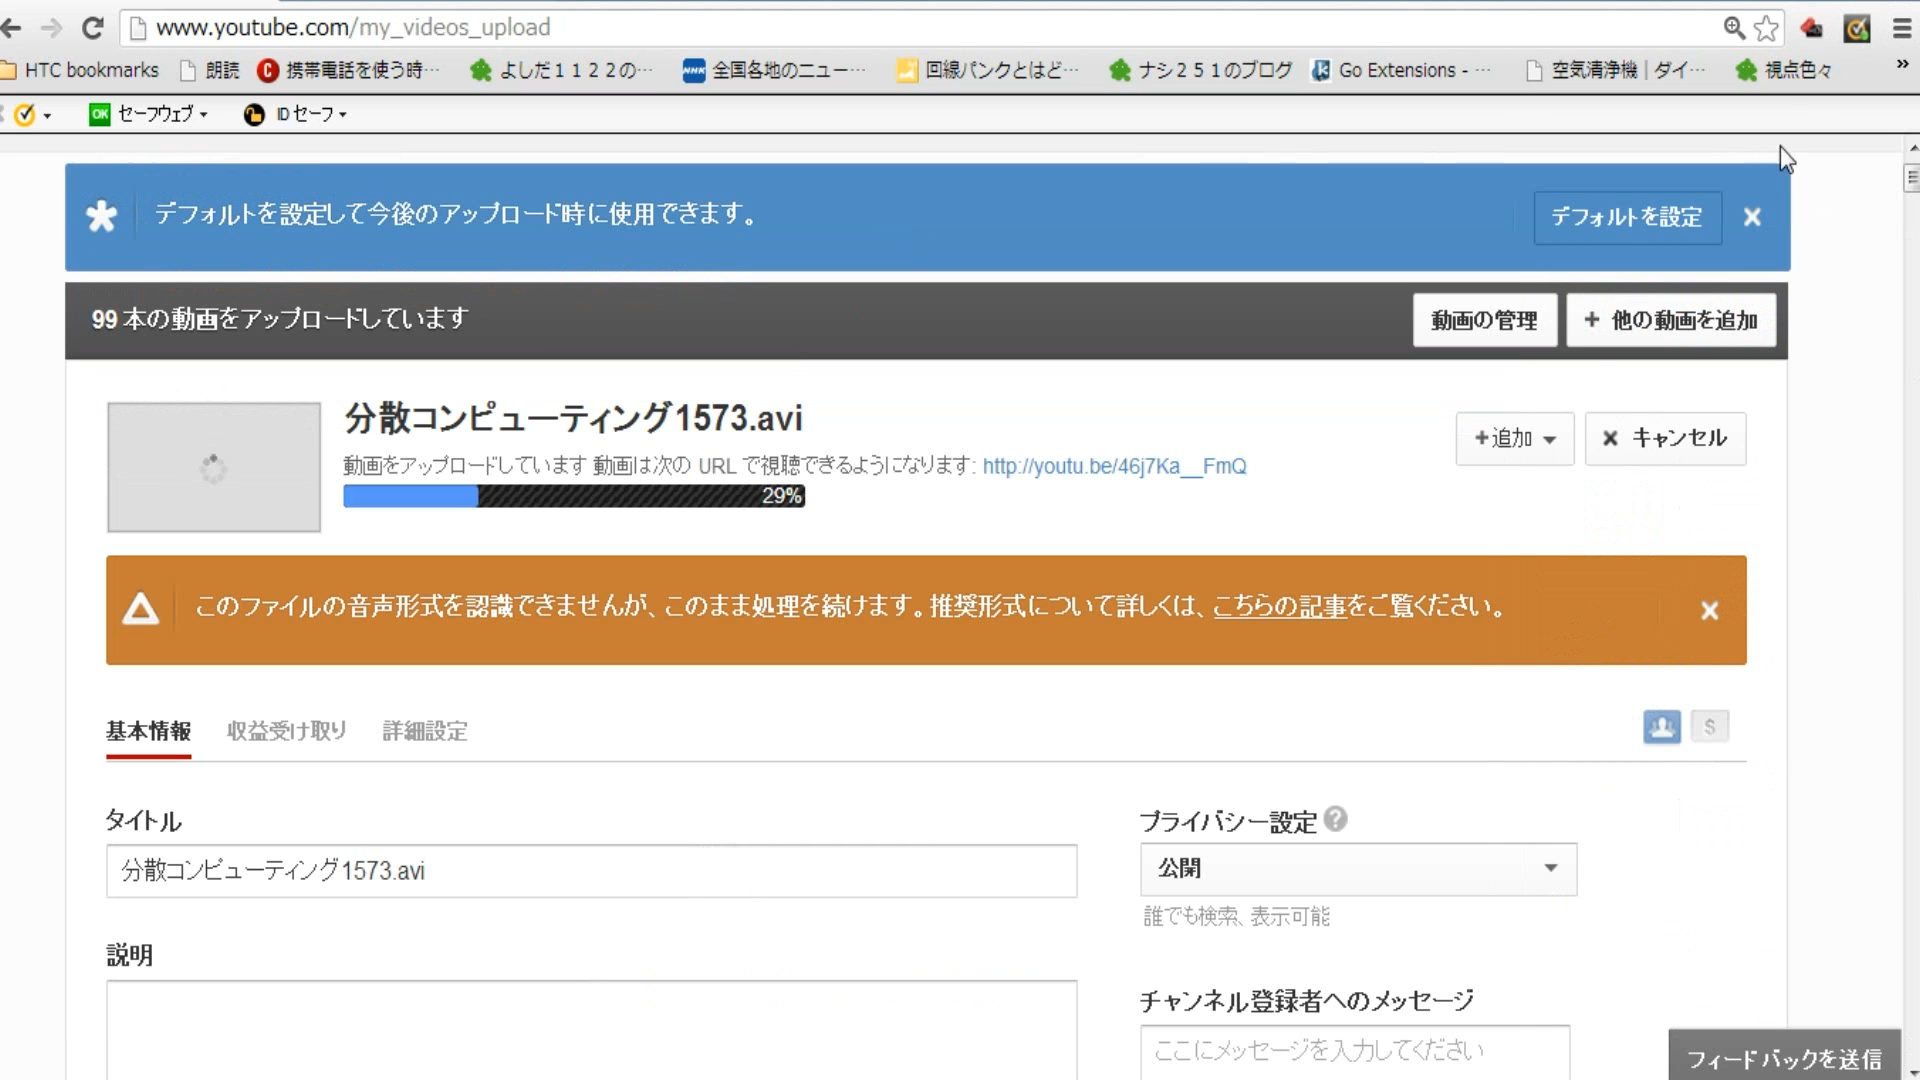 www.youtube.com/my_videos_upload
HTC bookmarks 朗読 携帯電話を使う時… よしだ１１２２の… NHK 全国各地のニュー… 回線パンクとはど… ナシ２５１のブログ Go Extensions - … 空気清浄機｜ダイ… 視点色々 »
OK セーフウェブ ID セーフ
デフォルトを設定して今後のアップロード時に使用できます。 デフォルトを設定
99 本の動画をアップロードしています 動画の管理 + 他の動画を追加
分散コンピューティング1573.avi
+追加 キャンセル
動画をアップロードしています 動画は次の URL で視聴できるようになります: http://youtu.be/46j7Ka__FmQ
29%
このファイルの音声形式を認識できませんが、このまま処理を続けます。推奨形式について詳しくは、こちらの記事をご覧ください。
基本情報 収益受け取り 詳細設定 $
タイトル
分散コンピューティング1573.avi
プライバシー設定 ?
公開
誰でも検索、表示可能
説明
チャンネル登録者へのメッセージ
ここにメッセージを入力してください
フィードバックを送信